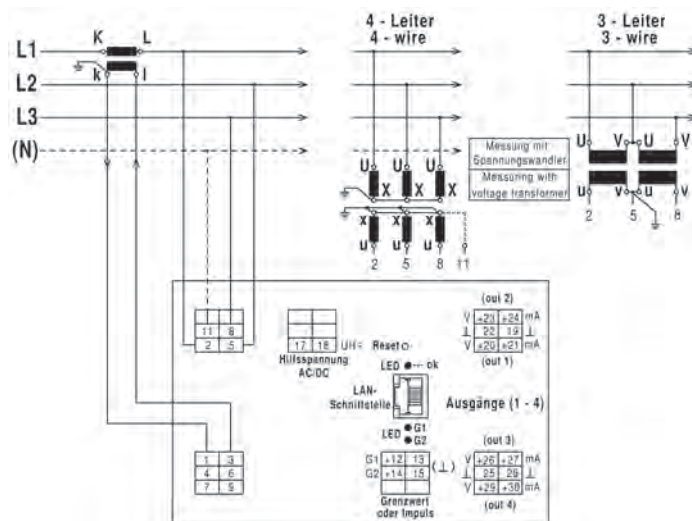 4 - Leiter
4 - wire
3 - Leiter
3 - wire
L1
K
L
k
l
L2
L3
(N)
Messung mit
Spannungswandler
Measuring with
voltage transformer
U
U
U
X
X
X
x
x
x
u
u
u
2
5
8
11
U
V
U
V
u
v
u
v
2
5
8
11 8
2 5
17 18 UH=
Hilfsspannung
AC/DC
Reset
LED ok
LAN-
Schnittstelle
LED G1
G2
Ausgänge (1 - 4)
(out 2)
V +23 +24 mA
⊥ 22 19 ⊥
V +20 +21 mA
(out 1)
1 3
4 6
7 9
G1 +12 13 (⊥)
G2 +14 15
Grenzwert
oder Impuls
(out 3)
V +26 +27 mA
⊥ 25 28 ⊥
V +29 +30 mA
(out 4)